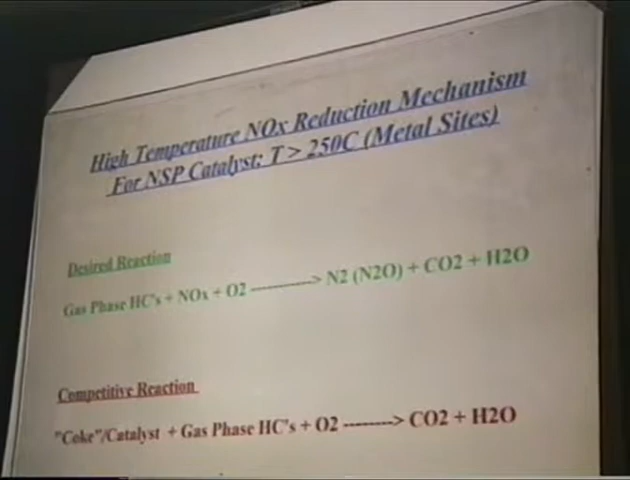 High Temperature NOx Reduction Mechanism
For NSP Catalyst: T > 250C (Metal Sites)
Desired Reaction
Gas Phase HC's + NOx + O2 ----------> N2 (N2O) + CO2 + H2O
Competitive Reaction
"Coke"/Catalyst + Gas Phase HC's + O2 --------> CO2 + H2O